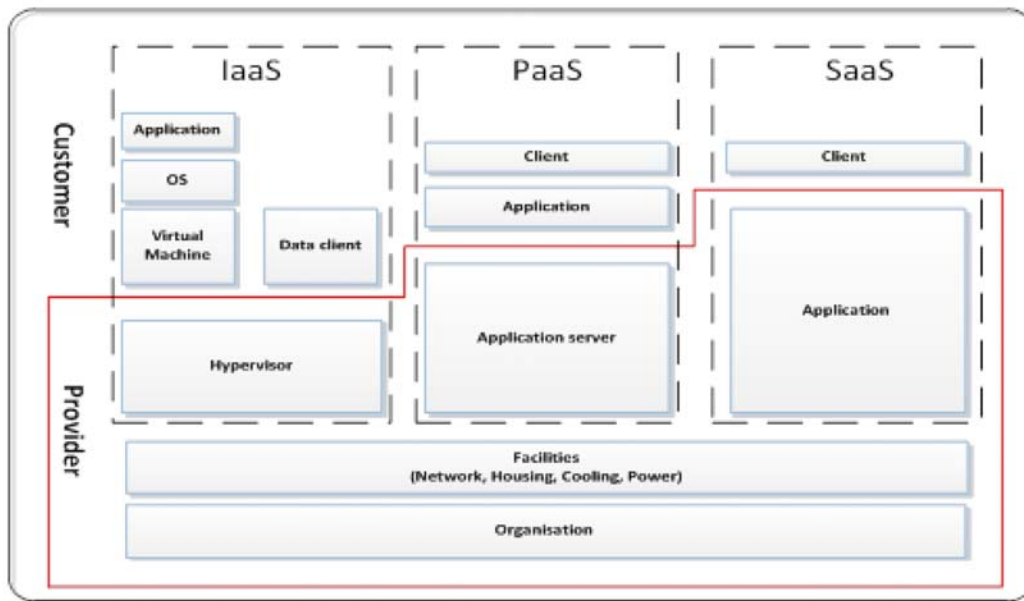 IaaS
PaaS
SaaS
Customer
Application
OS
Virtual
Machine
Data client
Client
Application
Client
Hypervisor
Application server
Application
Provider
Facilities
(Network, Housing, Cooling, Power)
Organisation